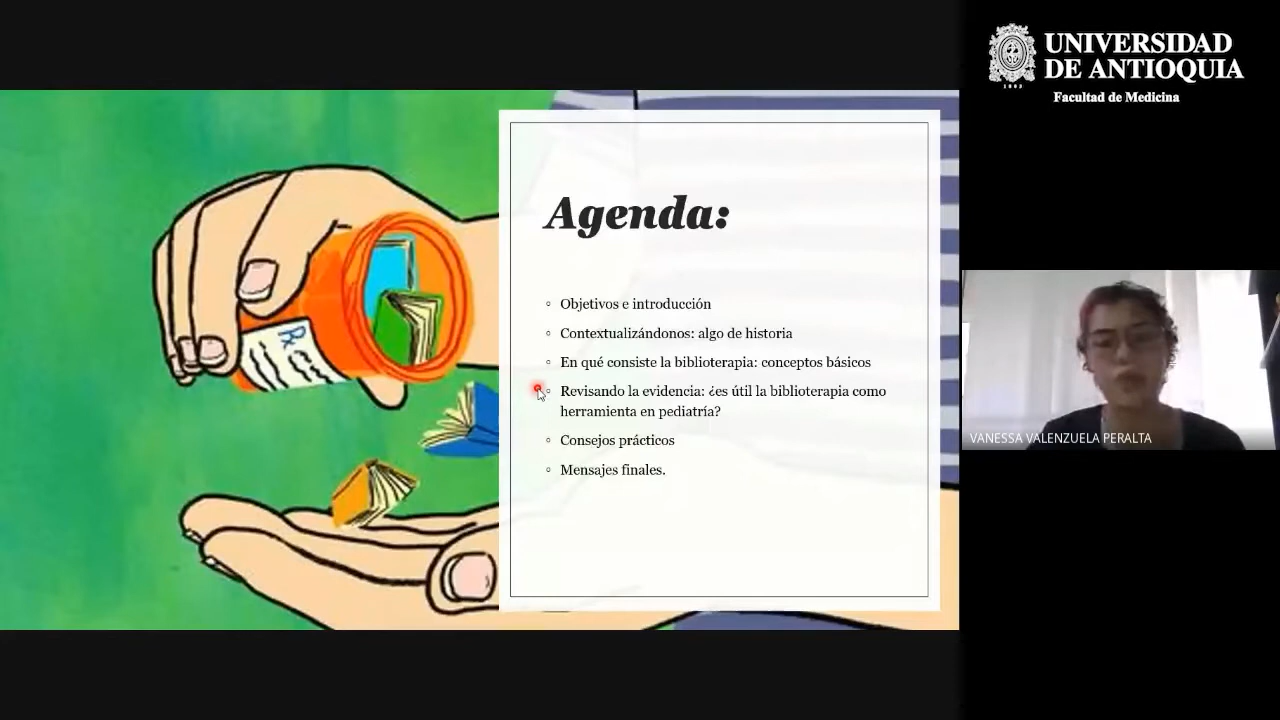 UNIVERSIDAD
DE ANTIOQUIA
1803
Facultad de Medicina
Agenda:
Objetivos e introducción
Contextualizándonos: algo de historia
En qué consiste la biblioterapia: conceptos básicos
Revisando la evidencia: ¿es útil la biblioterapia como
herramienta en pediatría?
Consejos prácticos
Mensajes finales.
Rx
VANESSA VALENZUELA PERALTA